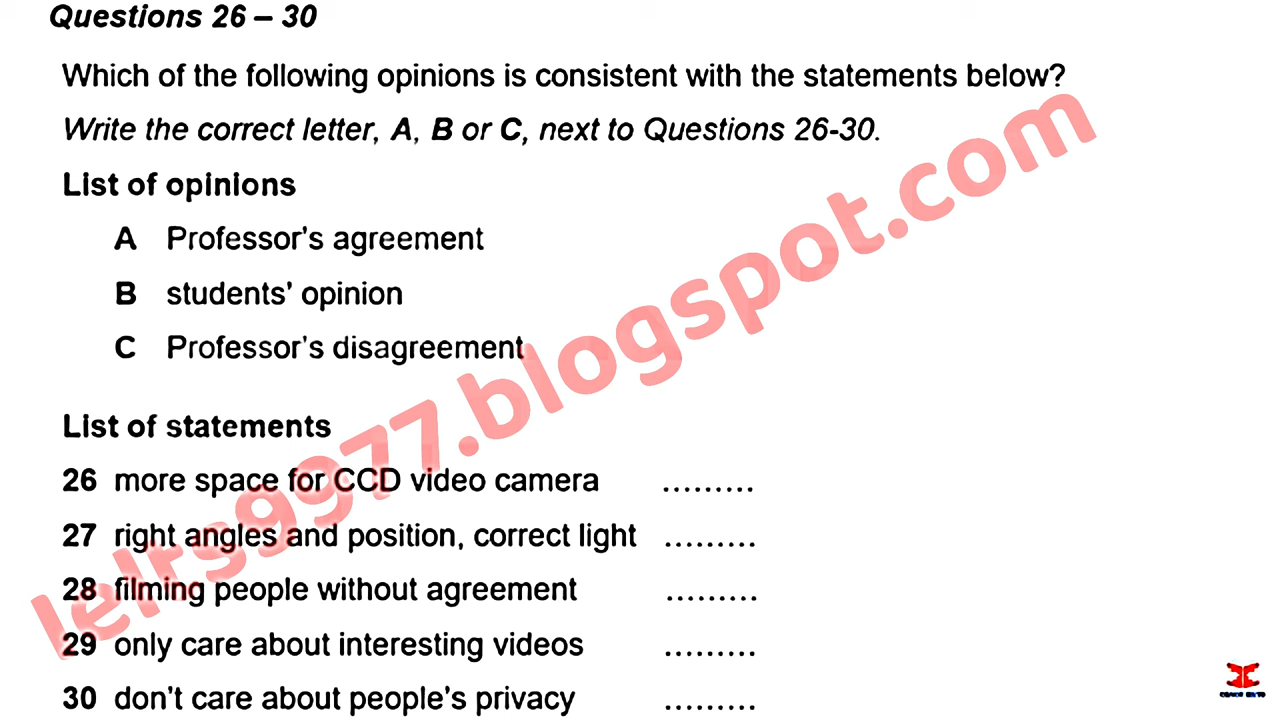 Questions 26 – 30
Which of the following opinions is consistent with the statements below?
Write the correct letter, A, B or C, next to Questions 26-30.
List of opinions
A Professor's agreement
B students' opinion
C Professor's disagreement
List of statements
26 more space for CCD video camera .........
27 right angles and position, correct light .........
28 filming people without agreement .........
29 only care about interesting videos .........
30 don't care about people's privacy .........
Ielts9977.blogspot.com